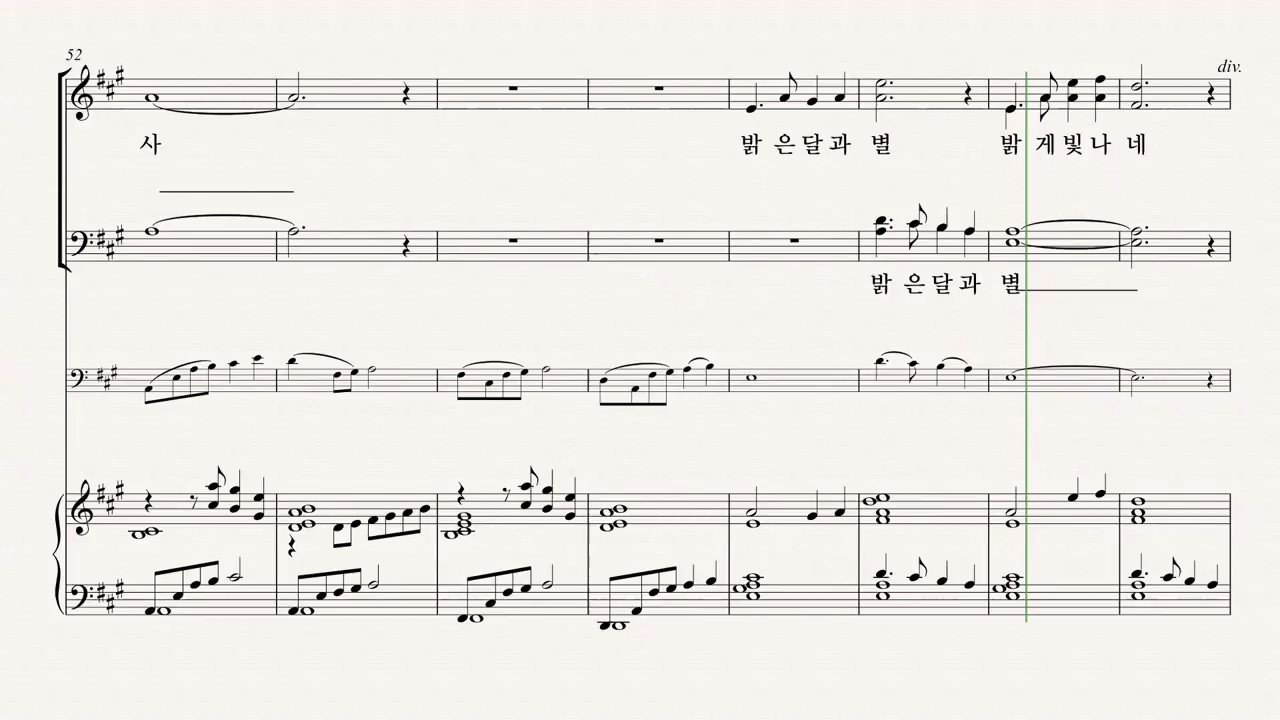 52
div.
사 밝 은 달 과 별 밝 게 빛 나 네
밝 은 달 과 별